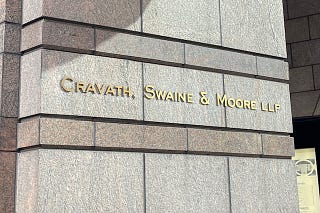 CRAVATH, SWAINE & MOORE LLP